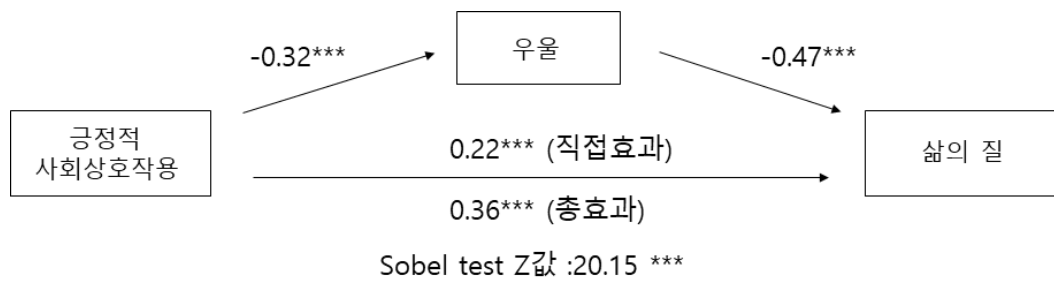 우울
-0.32***
-0.47***
긍정적
사회상호작용
0.22*** (직접효과)
삶의 질
0.36*** (총효과)
Sobel test Z값 :20.15 ***